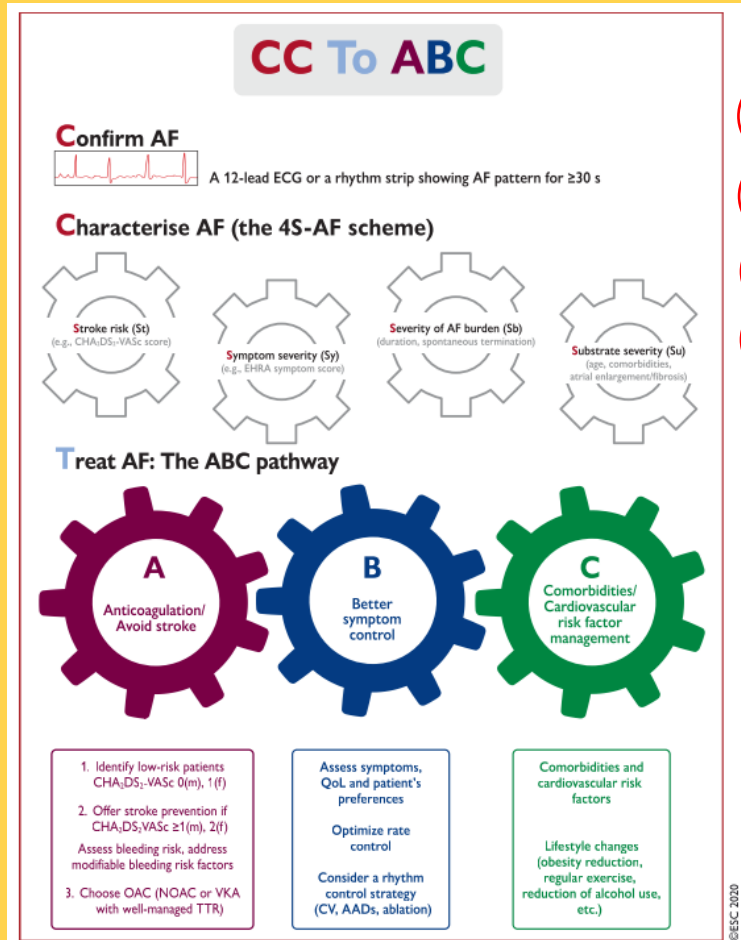 CC To ABC
Confirm AF
A 12-lead ECG or a rhythm strip showing AF pattern for ≥30 s
Characterise AF (the 4S-AF scheme)
Stroke risk (St)
(e.g., CHA₂DS₂-VASc score)
Symptom severity (Sy)
(e.g., EHRA symptom score)
Severity of AF burden (Sb)
(duration, spontaneous termination)
Substrate severity (Su)
(age, comorbidities,
atrial enlargement/fibrosis)
Treat AF: The ABC pathway
A
Anticoagulation/
Avoid stroke
B
Better
symptom
control
C
Comorbidities/
Cardiovascular
risk factor
management
1. Identify low-risk patients
CHA₂DS₂-VASc 0(m), 1(f)
2. Offer stroke prevention if
CHA₂DS₂VASc ≥1(m), 2(f)
Assess bleeding risk, address
modifiable bleeding risk factors
3. Choose OAC (NOAC or VKA
with well-managed TTR)
Assess symptoms,
QoL and patient's
preferences
Optimize rate
control
Consider a rhythm
control strategy
(CV, AADs, ablation)
Comorbidities and
cardiovascular risk
factors
Lifestyle changes
(obesity reduction,
regular exercise,
reduction of alcohol use,
etc.)
©ESC 2020